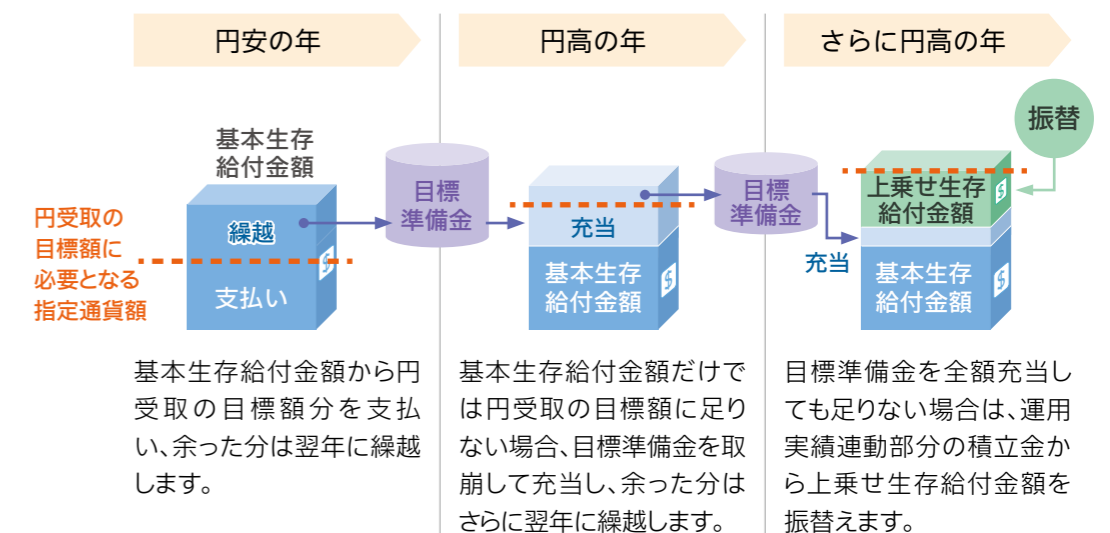 円安の年
円高の年
さらに円高の年
基本生存
給付金額
円受取の
目標額に
必要となる
指定通貨額
繰越
支払い
$
目標
準備金
充当
基本生存
給付金額
$
目標
準備金
充当
振替
上乗せ生存
給付金額
$
基本生存
給付金額
$
基本生存給付金額から円
受取の目標額分を支払
い、余った分は翌年に繰越
します。
基本生存給付金額だけで
は円受取の目標額に足り
ない場合、目標準備金を取
崩して充当し、余った分は
さらに翌年に繰越します。
目標準備金を全額充当し
ても足りない場合は、運用
実績連動部分の積立金か
ら上乗せ生存給付金額を
振替えます。